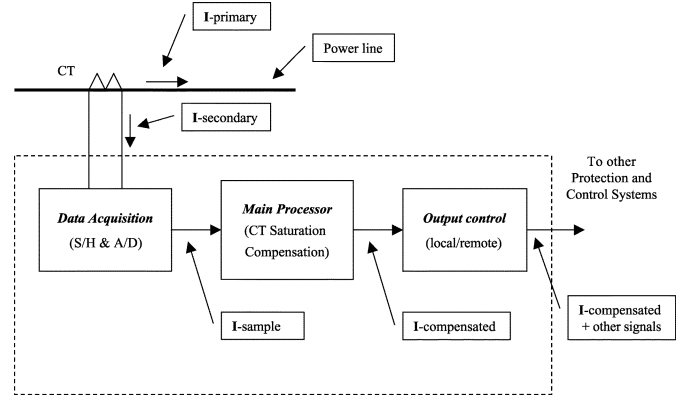 I-primary
Power line
CT
I-secondary
To other
Protection and
Control Systems
Data Acquisition
(S/H & A/D)
Main Processor
(CT Saturation
Compensation)
Output control
(local/remote)
I-sample
I-compensated
I-compensated
+ other signals